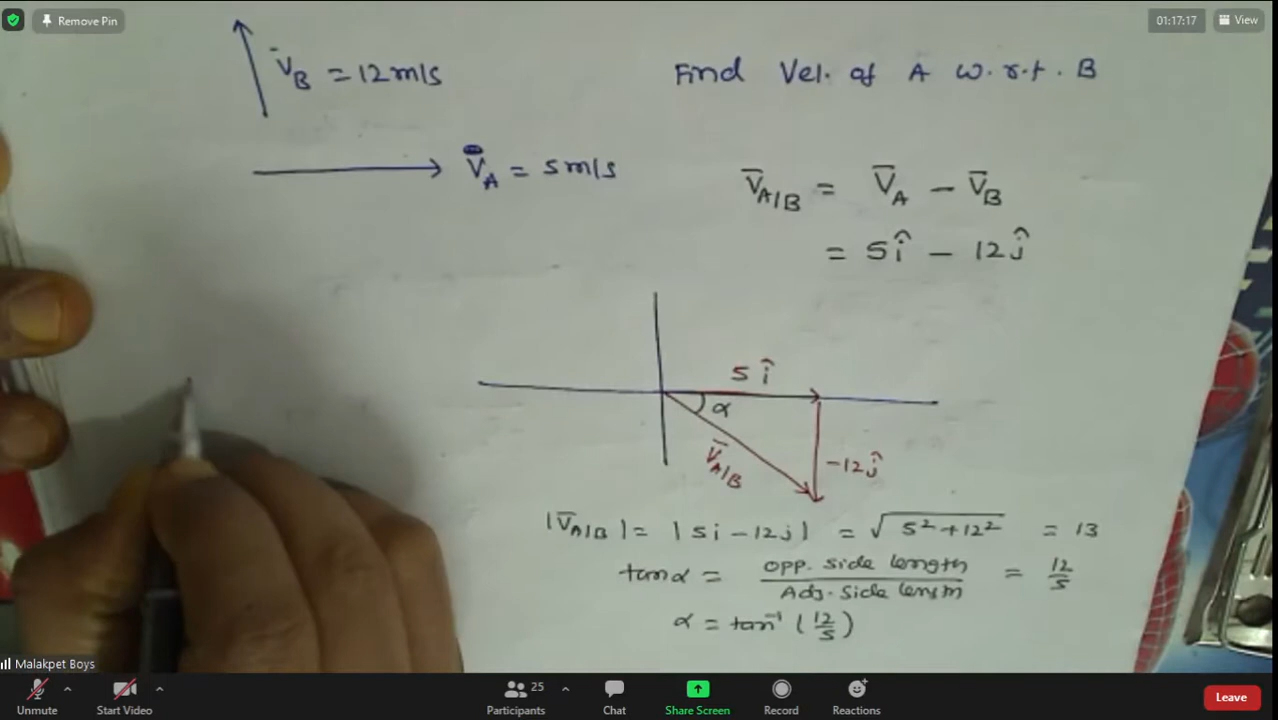 Remove Pin
01:17:17
View
V̄B = 12 m/s
Find Vel. of A w.r.t. B
V̄A = 5 m/s
V̄A/B = V̄A - V̄B
= 5î - 12ĵ
5 î
α
V̄A/B
-12ĵ
|V̄A/B| = |5i - 12j| = √5² + 12² = 13
tanα = opp. side length / Adj. side length = 12/5
α = tan⁻¹ (12/5)
Malakpet Boys
25
Unmute
Start Video
Participants
Chat
Share Screen
Record
Reactions
Leave